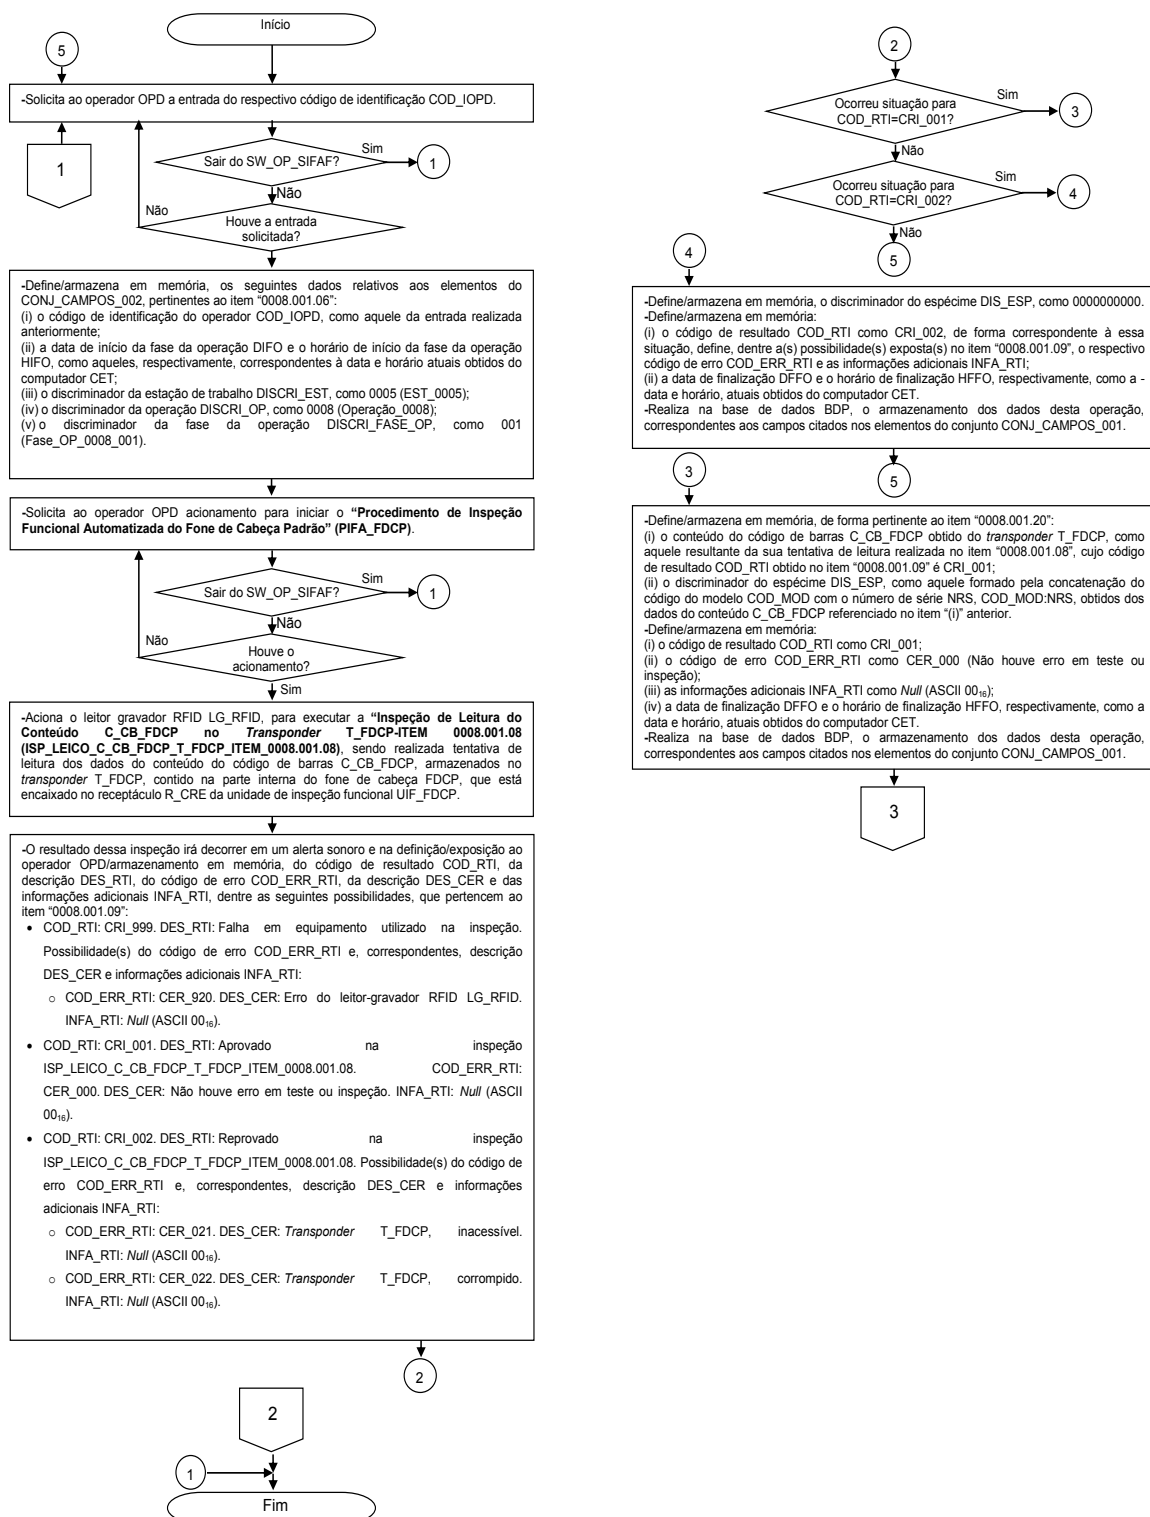 Início
5
-Solicita ao operador OPD a entrada do respectivo código de identificação COD_IOPD.
1
Sair do SW_OP_SIFAF?
Sim
1
Não
Não
Houve a entrada
solicitada?
-Define/armazena em memória, os seguintes dados relativos aos elementos do
CONJ_CAMPOS_002, pertinentes ao item “0008.001.06”:
(i) o código de identificação do operador COD_IOPD, como aquele da entrada realizada
anteriormente;
(ii) a data de início da fase da operação DIFO e o horário de início da fase da operação
HIFO, como aqueles, respectivamente, correspondentes à data e horário atuais obtidos do
computador CET;
(iii) o discriminador da estação de trabalho DISCRI_EST, como 0005 (EST_0005);
(iv) o discriminador da operação DISCRI_OP, como 0008 (Operação_0008);
(v) o discriminador da fase da operação DISCRI_FASE_OP, como 001
(Fase_OP_0008_001).
-Solicita ao operador OPD acionamento para iniciar o “Procedimento de Inspeção
Funcional Automatizada do Fone de Cabeça Padrão” (PIFA_FDCP).
Sair do SW_OP_SIFAF?
Sim
1
Não
Não
Houve o
acionamento?
Sim
-Aciona o leitor gravador RFID LG_RFID, para executar a “Inspeção de Leitura do
Conteúdo C_CB_FDCP no Transponder T_FDCP-ITEM 0008.001.08
(ISP_LEICO_C_CB_FDCP_T_FDCP_ITEM_0008.001.08), sendo realizada tentativa de
leitura dos dados do conteúdo do código de barras C_CB_FDCP, armazenados no
transponder T_FDCP, contido na parte interna do fone de cabeça FDCP, que está
encaixado no receptáculo R_CRE da unidade de inspeção funcional UIF_FDCP.
-O resultado dessa inspeção irá decorrer em um alerta sonoro e na definição/exposição ao
operador OPD/armazenamento em memória, do código de resultado COD_RTI, da
descrição DES_RTI, do código de erro COD_ERR_RTI, da descrição DES_CER e das
informações adicionais INFA_RTI, dentre as seguintes possibilidades, que pertencem ao
item “0008.001.09”:
• COD_RTI: CRI_999. DES_RTI: Falha em equipamento utilizado na inspeção.
Possibilidade(s) do código de erro COD_ERR_RTI e, correspondentes, descrição
DES_CER e informações adicionais INFA_RTI:
○ COD_ERR_RTI: CER_920. DES_CER: Erro do leitor-gravador RFID LG_RFID.
INFA_RTI: Null (ASCII 00₁₆).
• COD_RTI: CRI_001. DES_RTI: Aprovado na inspeção
ISP_LEICO_C_CB_FDCP_T_FDCP_ITEM_0008.001.08. COD_ERR_RTI:
CER_000. DES_CER: Não houve erro em teste ou inspeção. INFA_RTI: Null (ASCII
00₁₆).
• COD_RTI: CRI_002. DES_RTI: Reprovado na inspeção
ISP_LEICO_C_CB_FDCP_T_FDCP_ITEM_0008.001.08. Possibilidade(s) do código de
erro COD_ERR_RTI e, correspondentes, descrição DES_CER e informações
adicionais INFA_RTI:
○ COD_ERR_RTI: CER_021. DES_CER: Transponder T_FDCP, inacessível.
INFA_RTI: Null (ASCII 00₁₆).
○ COD_ERR_RTI: CER_022. DES_CER: Transponder T_FDCP, corrompido.
INFA_RTI: Null (ASCII 00₁₆).
2
2
1
Fim
2
Ocorreu situação para
COD_RTI=CRI_001?
Sim
3
Não
Ocorreu situação para
COD_RTI=CRI_002?
Sim
4
Não
5
4
-Define/armazena em memória, o discriminador do espécime DIS_ESP, como 0000000000.
-Define/armazena em memória:
(i) o código de resultado COD_RTI como CRI_002, de forma correspondente à essa
situação, define, dentre a(s) possibilidade(s) exposta(s) no item “0008.001.09”, o respectivo
código de erro COD_ERR_RTI e as informações adicionais INFA_RTI;
(ii) a data de finalização DFFO e o horário de finalização HFFO, respectivamente, como a -
data e horário, atuais obtidos do computador CET.
-Realiza na base de dados BDP, o armazenamento dos dados desta operação,
correspondentes aos campos citados nos elementos do conjunto CONJ_CAMPOS_001.
5
3
-Define/armazena em memória, de forma pertinente ao item “0008.001.20”:
(i) o conteúdo do código de barras C_CB_FDCP obtido do transponder T_FDCP, como
aquele resultante da sua tentativa de leitura realizada no item “0008.001.08”, cujo código
de resultado COD_RTI obtido no item “0008.001.09” é CRI_001;
(ii) o discriminador do espécime DIS_ESP, como aquele formado pela concatenação do
código do modelo COD_MOD com o número de série NRS, COD_MOD:NRS, obtidos dos
dados do conteúdo C_CB_FDCP referenciado no item “(i)” anterior.
-Define/armazena em memória:
(i) o código de resultado COD_RTI como CRI_001;
(ii) o código de erro COD_ERR_RTI como CER_000 (Não houve erro em teste ou
inspeção);
(iii) as informações adicionais INFA_RTI como Null (ASCII 00₁₆);
(iv) a data de finalização DFFO e o horário de finalização HFFO, respectivamente, como a
data e horário, atuais obtidos do computador CET.
-Realiza na base de dados BDP, o armazenamento dos dados desta operação,
correspondentes aos campos citados nos elementos do conjunto CONJ_CAMPOS_001.
3